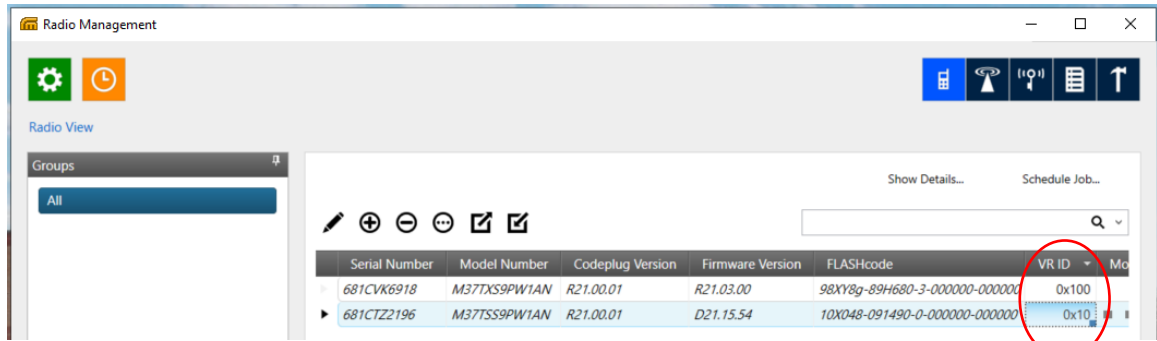 Radio Management
Radio View
Groups
All
Show Details... Schedule Job...
Serial Number Model Number Codeplug Version Firmware Version FLASHcode VR ID Mo
681CVK6918 M37TXS9PW1AN R21.00.01 R21.03.00 98XY8g-89H680-3-000000-000000 0x100
681CTZ2196 M37TSS9PW1AN R21.00.01 D21.15.54 10X048-091490-0-000000-000000 0x10